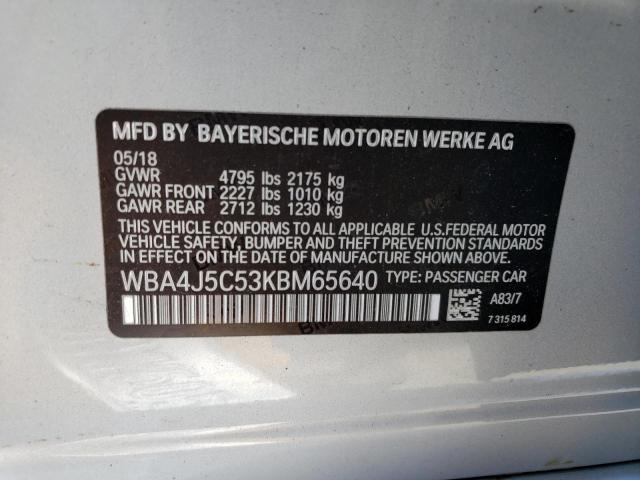 MFD BY BAYERISCHE MOTOREN WERKE AG
05/18
GVWR 4795 lbs 2175 kg
GAWR FRONT 2227 lbs 1010 kg
GAWR REAR 2712 lbs 1230 kg
THIS VEHICLE CONFORMS TO ALL APPLICABLE U.S.FEDERAL MOTOR
VEHICLE SAFETY, BUMPER AND THEFT PREVENTION STANDARDS IN
EFFECT ON THE DATE OF MANUFACTURE SHOWN ABOVE.
WBA4J5C53KBM65640 TYPE: PASSENGER CAR
A83/7
7 315 814